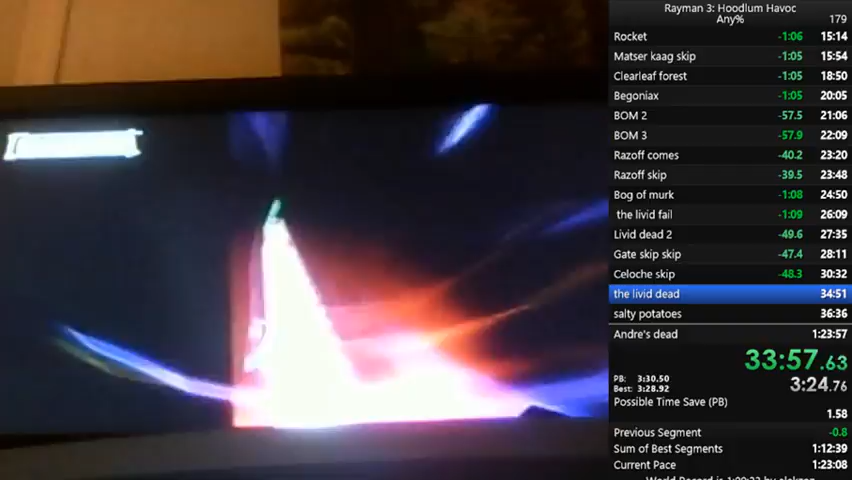 Rayman 3: Hoodlum Havoc
Any% 179
Rocket -1:06 15:14
Matser kaag skip -1:05 15:54
Clearleaf forest -1:05 18:50
Begoniax -1:05 20:05
BOM 2 -57.5 21:06
BOM 3 -57.9 22:09
Razoff comes -40.2 23:20
Razoff skip -39.5 23:48
Bog of murk -1:08 24:50
the livid fail -1:09 26:09
Livid dead 2 -49.6 27:35
Gate skip skip -47.4 28:11
Celoche skip -48.3 30:32
the livid dead 34:51
salty potatoes 36:36
Andre's dead 1:23:57
33:57.63
PB: 3:30.50
Best: 3:28.92
3:24.76
Possible Time Save (PB)
1.58
Previous Segment -0.8
Sum of Best Segments 1:12:39
Current Pace 1:23:08